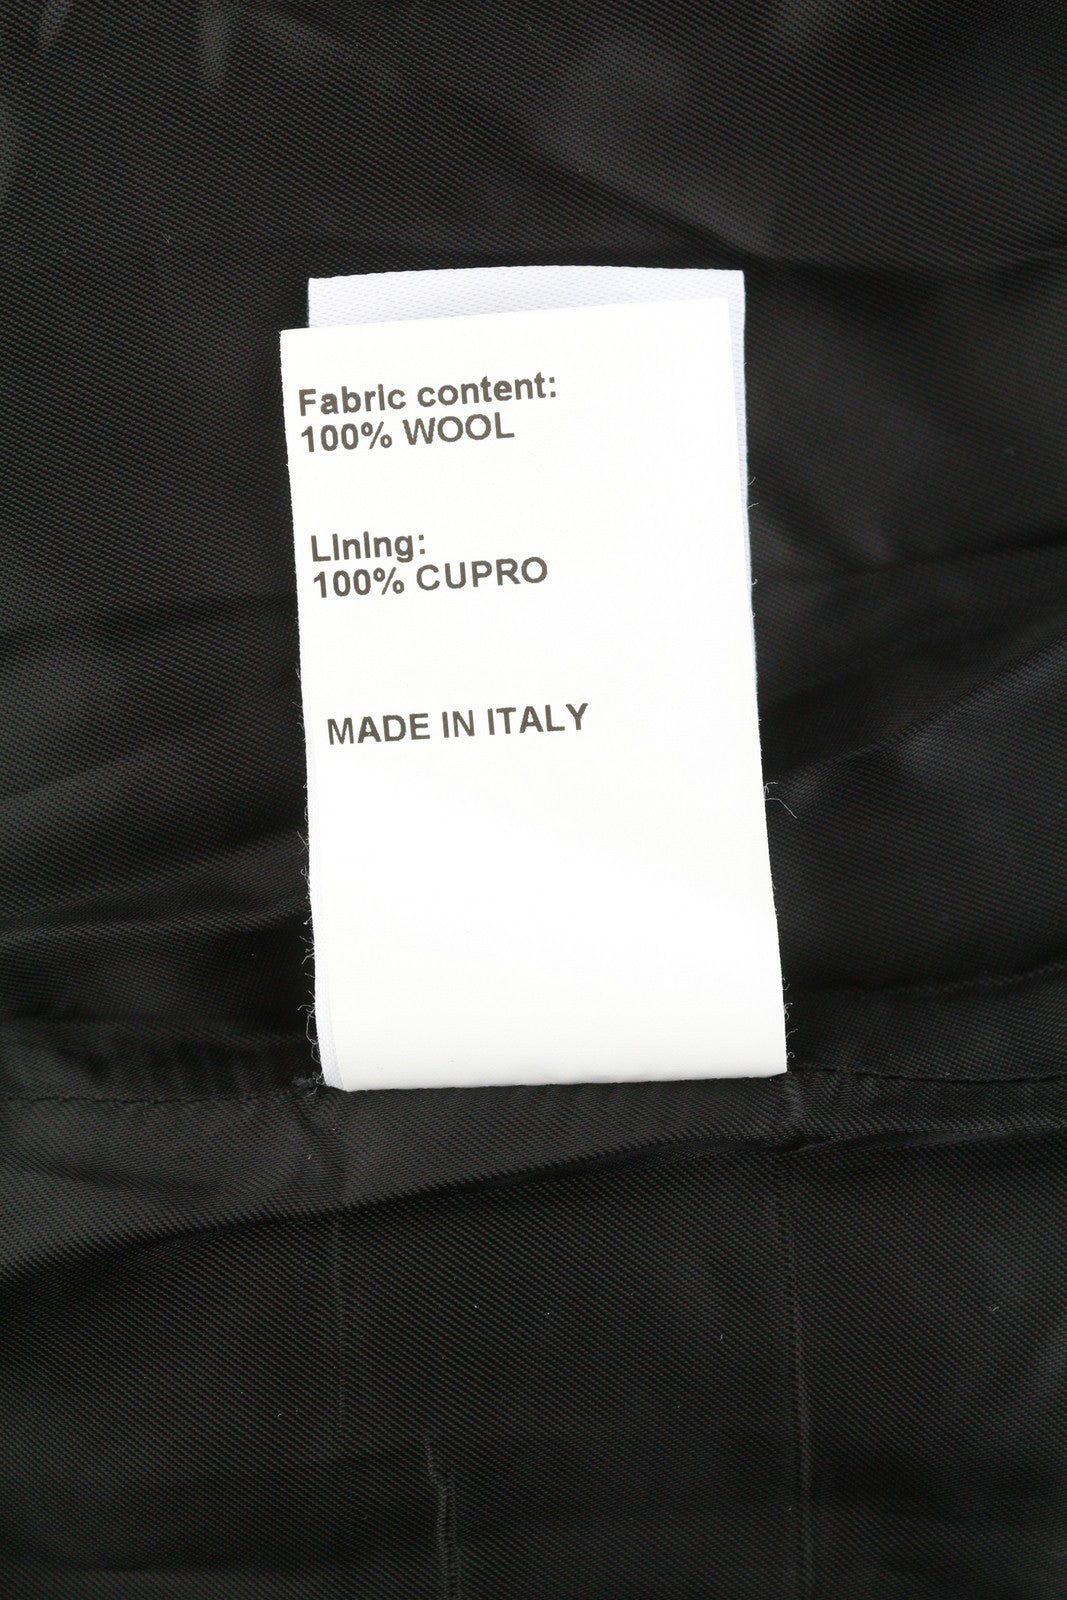 Fabric content:
100% WOOL
Lining:
100% CUPRO
MADE IN ITALY